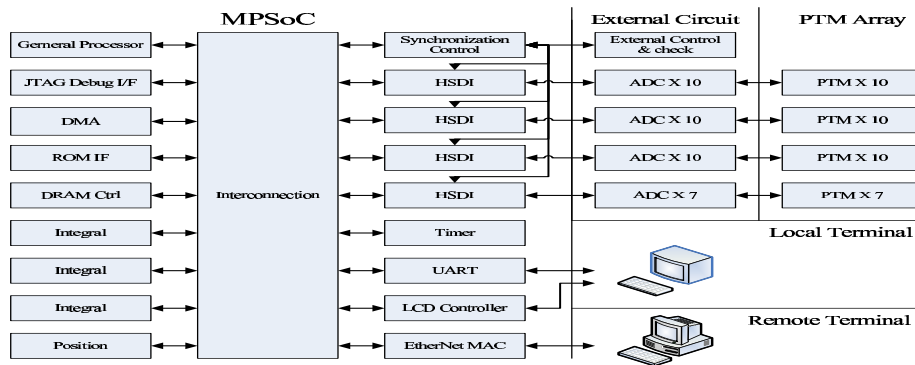 MPSoC
External Circuit
PTM Array
General Processor
Synchronization
Control
External Control
& check
JTAG Debug I/F
HSDI
ADC X 10
PTM X 10
DMA
HSDI
ADC X 10
PTM X 10
ROM IF
HSDI
ADC X 10
PTM X 10
DRAM Ctrl
Interconnection
HSDI
ADC X 7
PTM X 7
Integral
Timer
Local Terminal
Integral
UART
Integral
LCD Controller
Remote Terminal
Position
EtherNet MAC